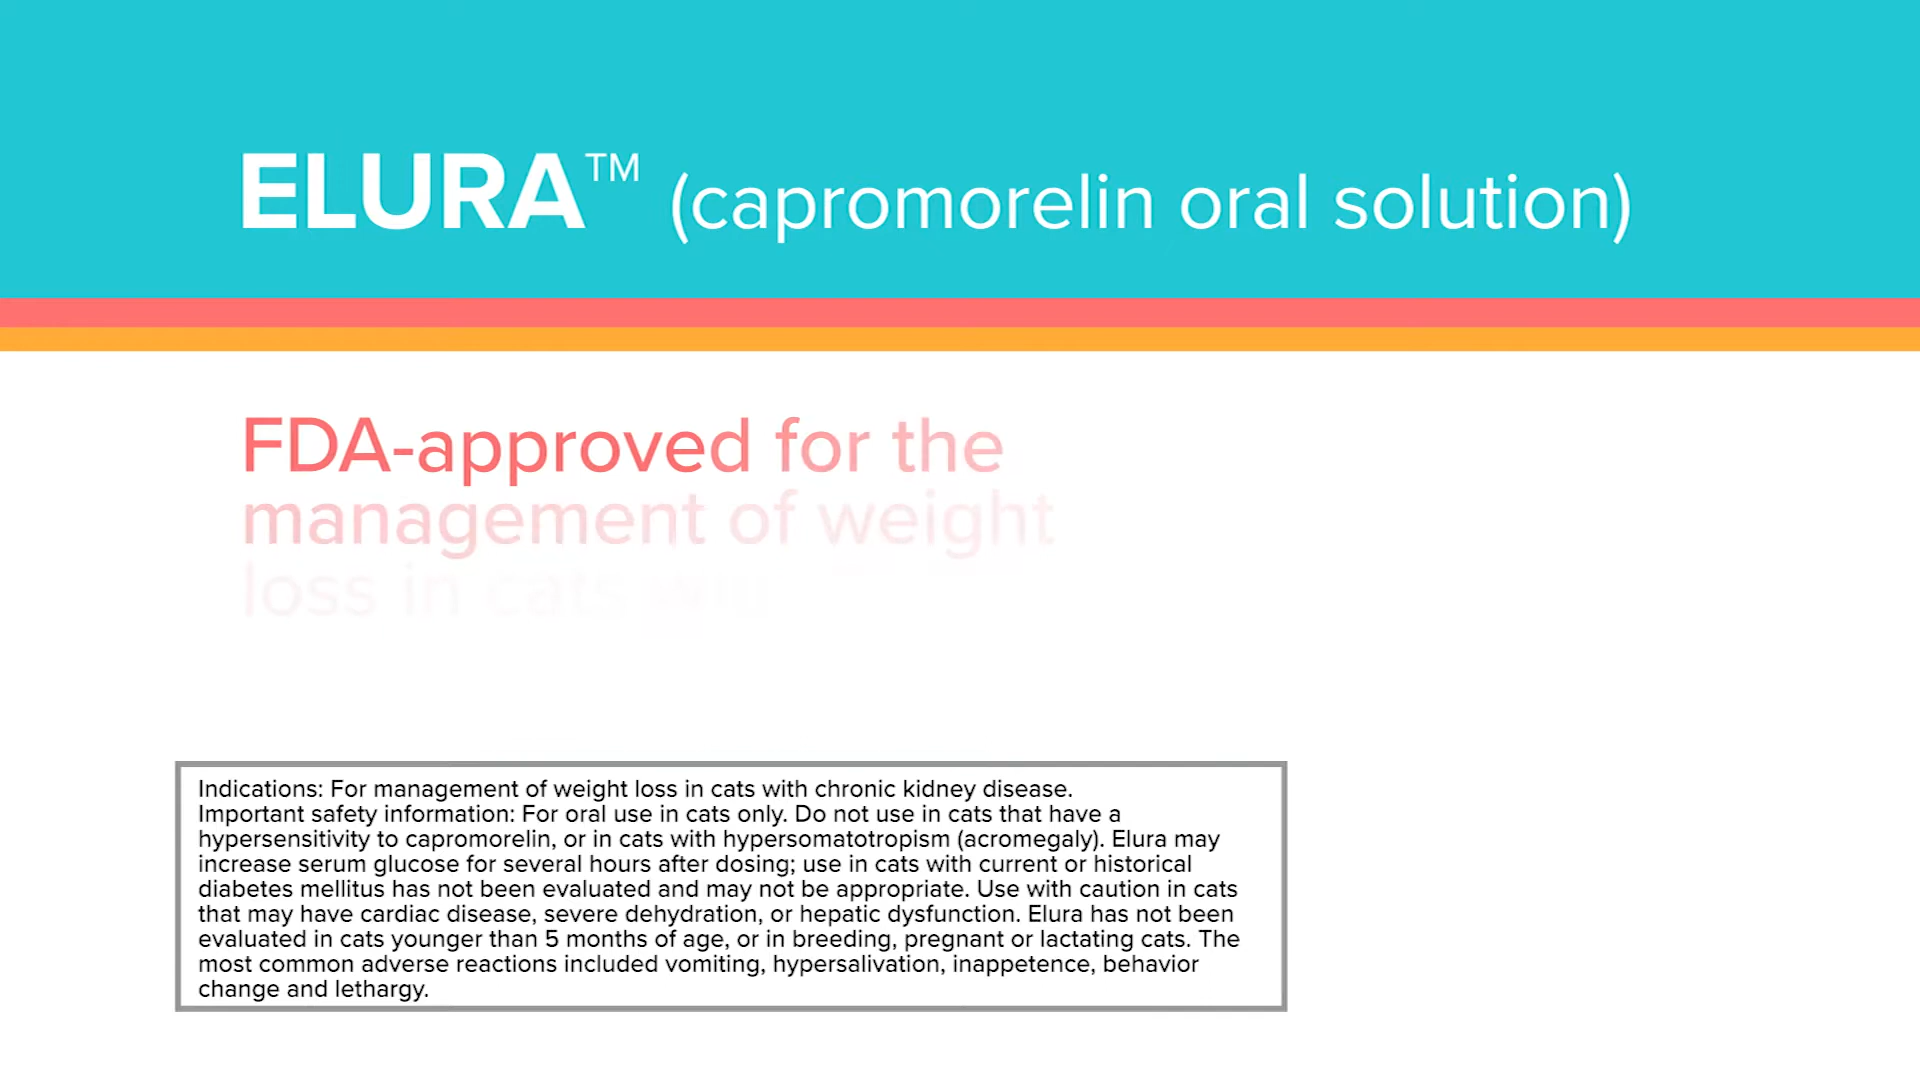 ELURA™ (capromorelin oral solution)
FDA-approved for the
management of weight
loss in cats
Indications: For management of weight loss in cats with chronic kidney disease.
Important safety information: For oral use in cats only. Do not use in cats that have a
hypersensitivity to capromorelin, or in cats with hypersomatotropism (acromegaly). Elura may
increase serum glucose for several hours after dosing; use in cats with current or historical
diabetes mellitus has not been evaluated and may not be appropriate. Use with caution in cats
that may have cardiac disease, severe dehydration, or hepatic dysfunction. Elura has not been
evaluated in cats younger than 5 months of age, or in breeding, pregnant or lactating cats. The
most common adverse reactions included vomiting, hypersalivation, inappetence, behavior
change and lethargy.